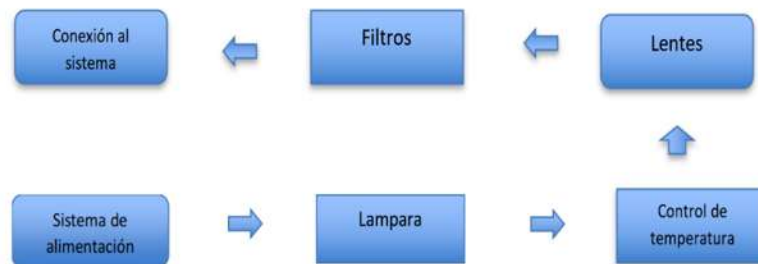 Conexión al
sistema
Filtros
Lentes
Sistema de
alimentación
Lampara
Control de
temperatura